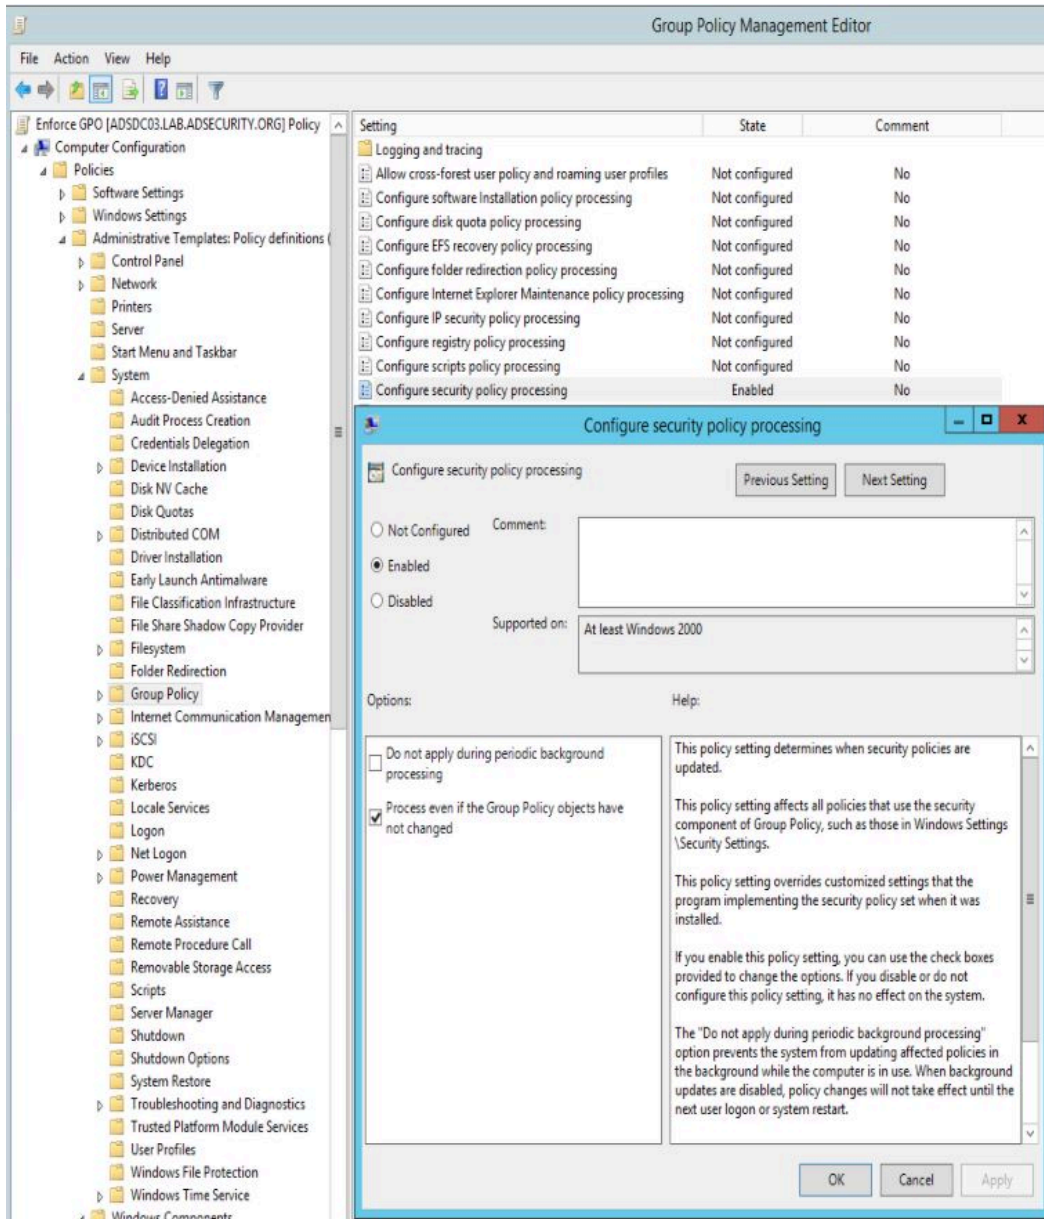 Group Policy Management Editor
File Action View Help
Enforce GPO [ADSDC03.LAB.ADSECURITY.ORG] Policy
Computer Configuration
Policies
Software Settings
Windows Settings
Administrative Templates: Policy definitions (
Control Panel
Network
Printers
Server
Start Menu and Taskbar
System
Access-Denied Assistance
Audit Process Creation
Credentials Delegation
Device Installation
Disk NV Cache
Disk Quotas
Distributed COM
Driver Installation
Early Launch Antimalware
File Classification Infrastructure
File Share Shadow Copy Provider
Filesystem
Folder Redirection
Group Policy
Internet Communication Managemen
iSCSI
KDC
Kerberos
Locale Services
Logon
Net Logon
Power Management
Recovery
Remote Assistance
Remote Procedure Call
Removable Storage Access
Scripts
Server Manager
Shutdown
Shutdown Options
System Restore
Troubleshooting and Diagnostics
Trusted Platform Module Services
User Profiles
Windows File Protection
Windows Time Service
Windows Components
Setting State Comment
Logging and tracing
Allow cross-forest user policy and roaming user profiles Not configured No
Configure software Installation policy processing Not configured No
Configure disk quota policy processing Not configured No
Configure EFS recovery policy processing Not configured No
Configure folder redirection policy processing Not configured No
Configure Internet Explorer Maintenance policy processing Not configured No
Configure IP security policy processing Not configured No
Configure registry policy processing Not configured No
Configure scripts policy processing Not configured No
Configure security policy processing Enabled No
Configure security policy processing
Configure security policy processing
Previous Setting Next Setting
Not Configured
Enabled
Disabled
Comment:
Supported on: At least Windows 2000
Options:
Do not apply during periodic background
processing
Process even if the Group Policy objects have
not changed
Help:
This policy setting determines when security policies are
updated.
This policy setting affects all policies that use the security
component of Group Policy, such as those in Windows Settings
\Security Settings.
This policy setting overrides customized settings that the
program implementing the security policy set when it was
installed.
If you enable this policy setting, you can use the check boxes
provided to change the options. If you disable or do not
configure this policy setting, it has no effect on the system.
The "Do not apply during periodic background processing"
option prevents the system from updating affected policies in
the background while the computer is in use. When background
updates are disabled, policy changes will not take effect until the
next user logon or system restart.
OK Cancel Apply